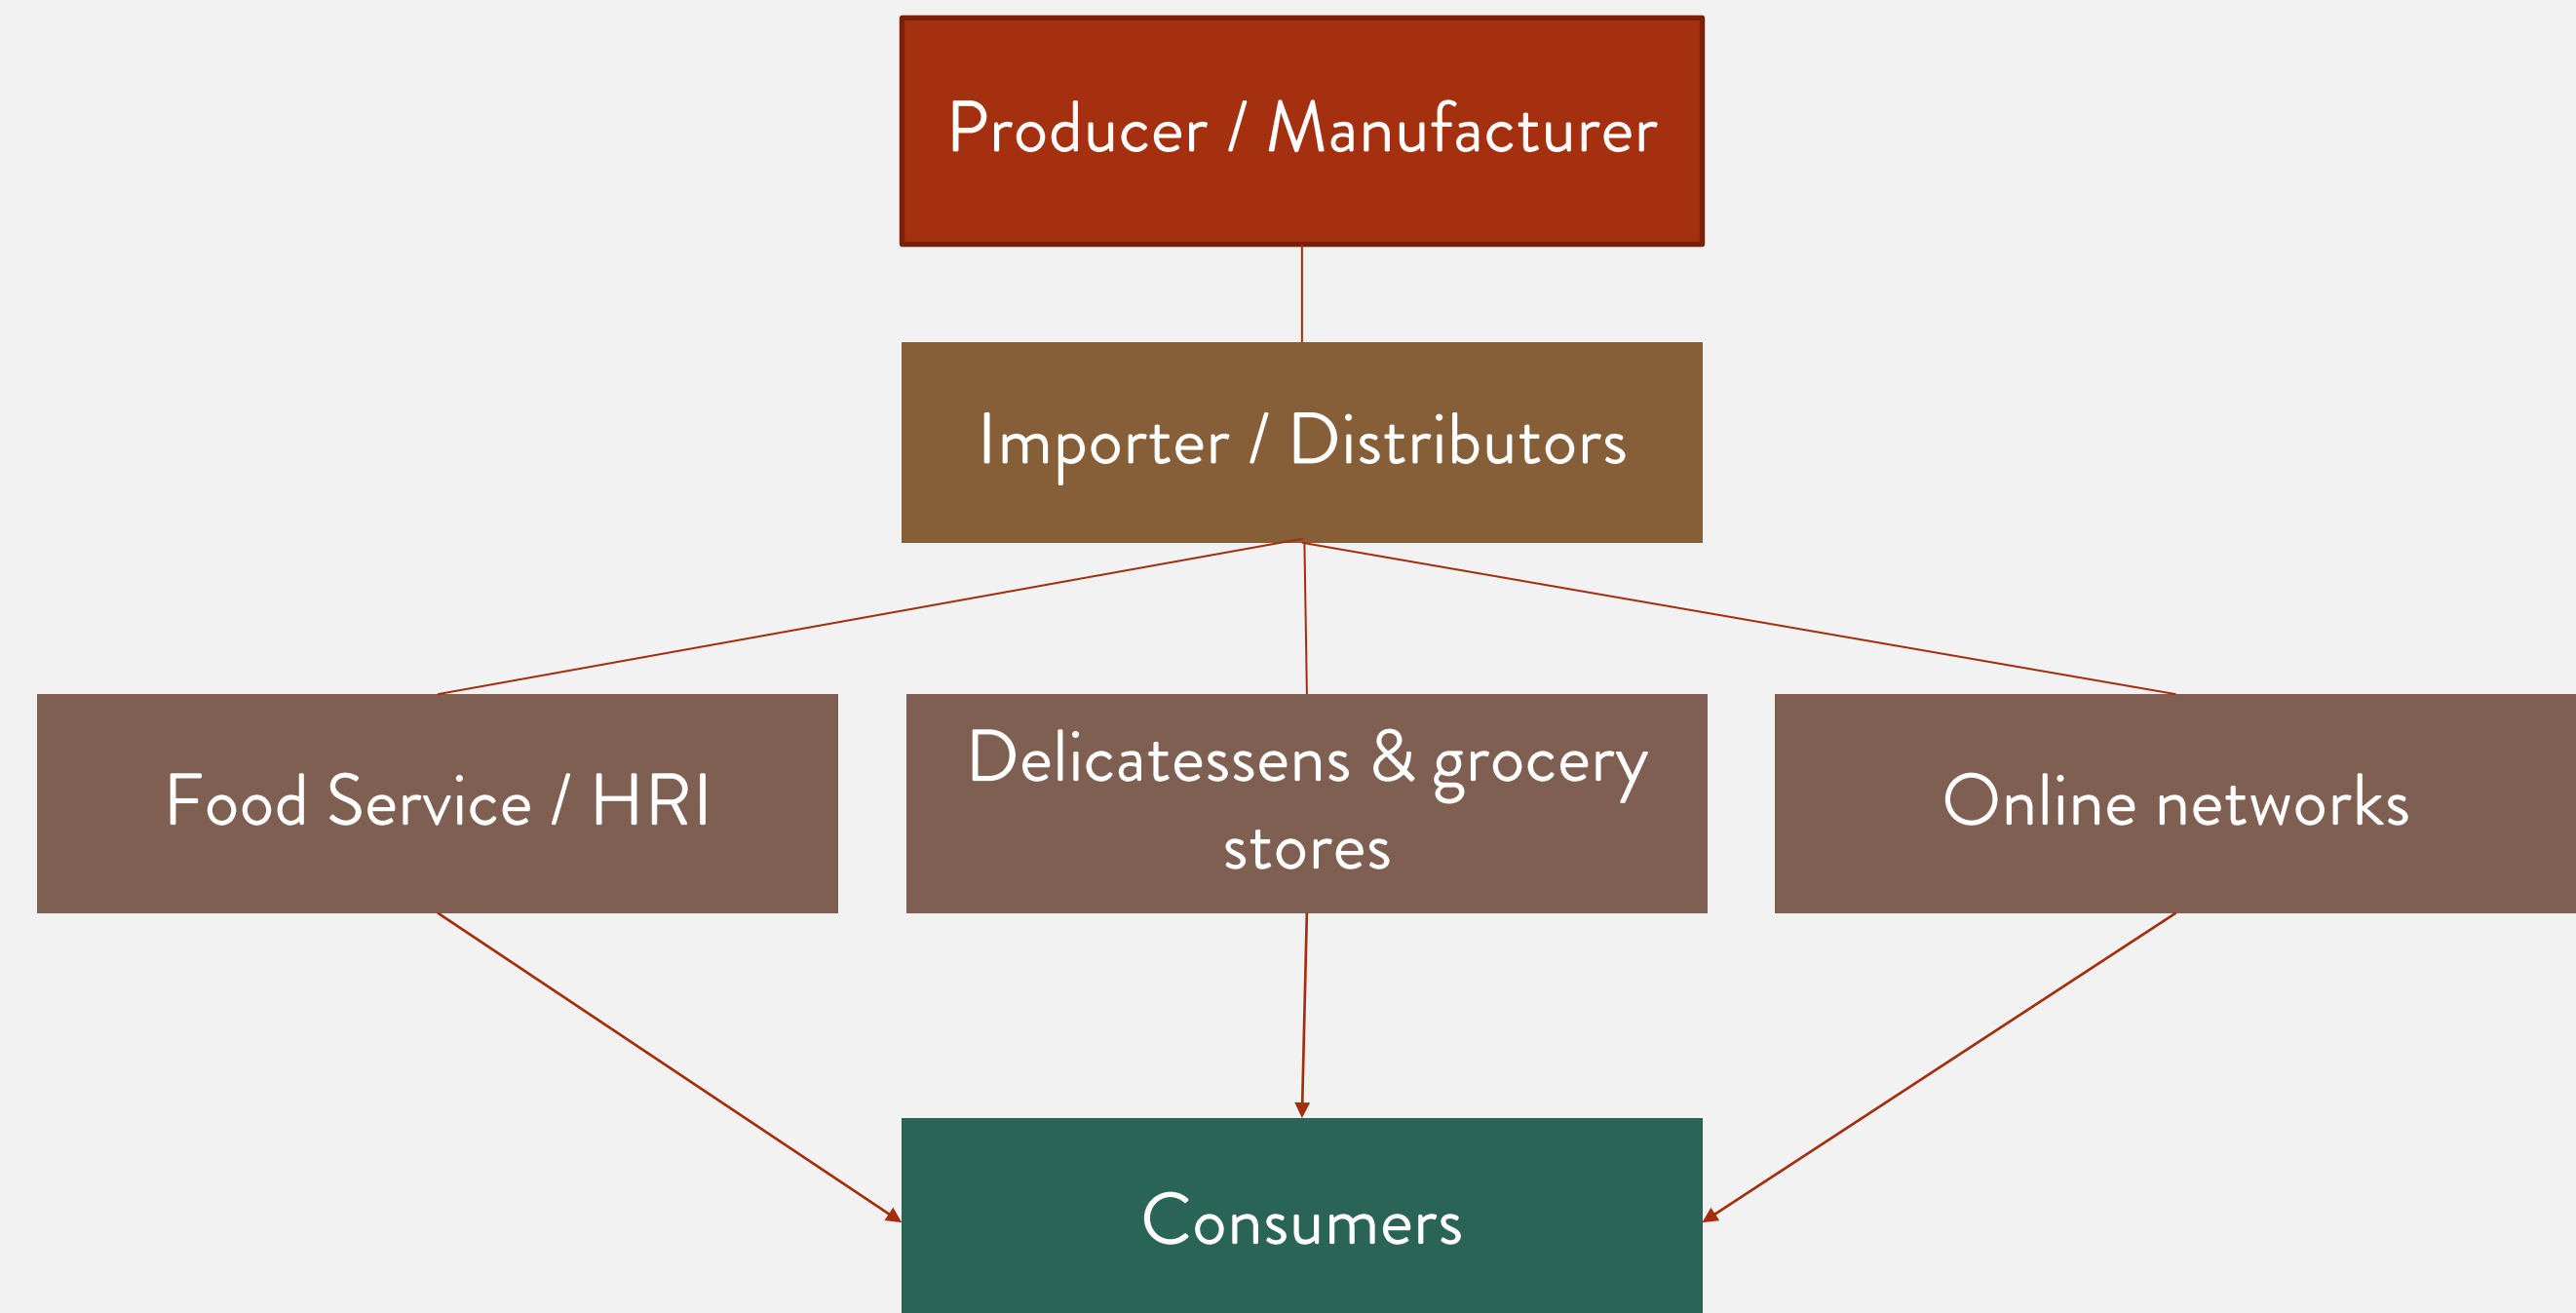 Producer / Manufacturer
Importer / Distributors
Food Service / HRI
Delicatessens & grocery
stores
Online networks
Consumers